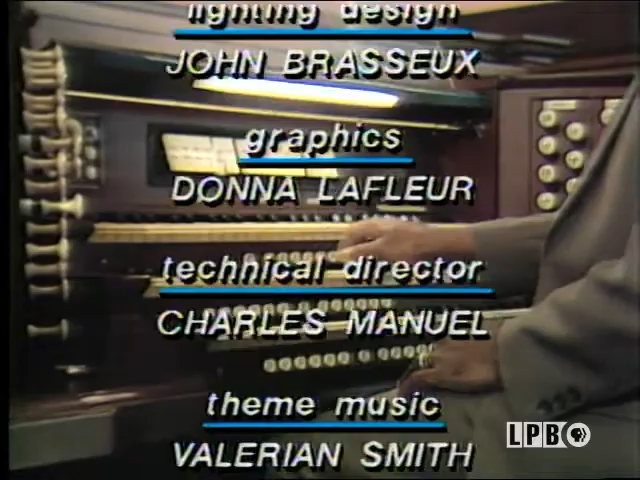 lighting design
JOHN BRASSEUX
graphics
DONNA LAFLEUR
technical director
CHARLES MANUEL
theme music
VALERIAN SMITH
LPB